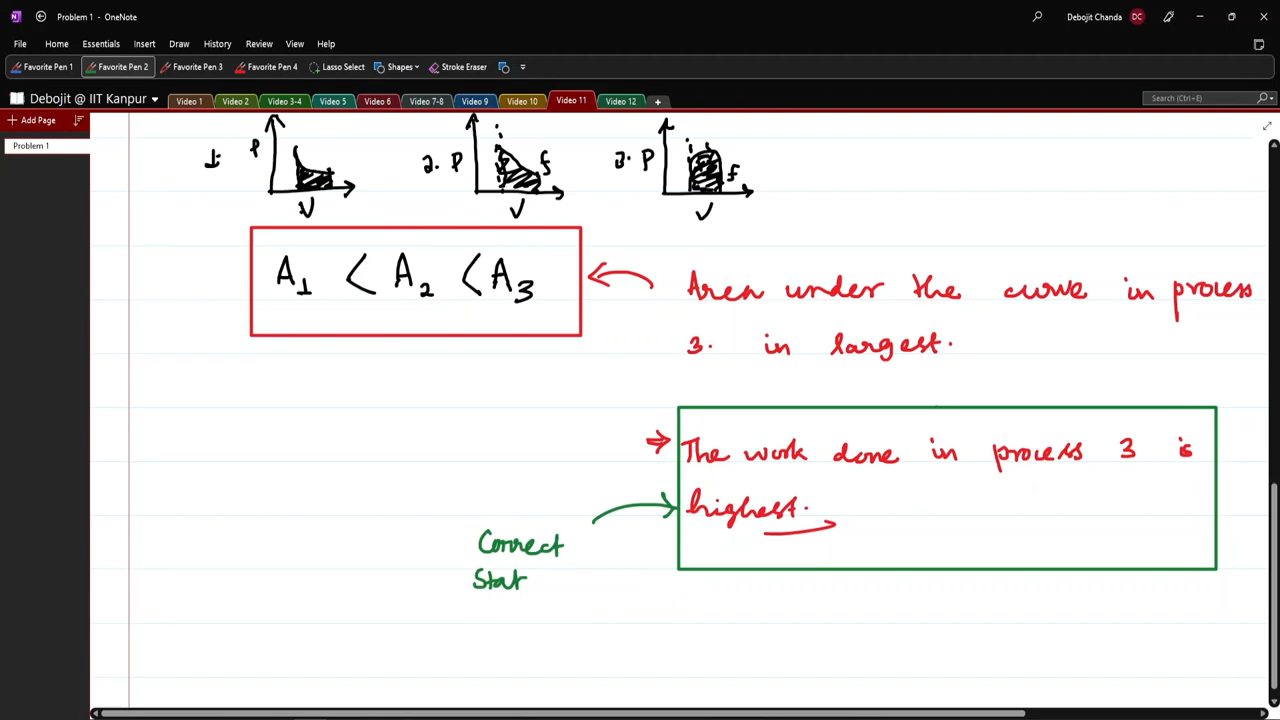 Problem 1 - OneNote
Debojit Chanda DC
File Home Essentials Insert Draw History Review View Help
Favorite Pen 1 Favorite Pen 2 Favorite Pen 3 Favorite Pen 4 Lasso Select Shapes Stroke Eraser
Debojit @ IIT Kanpur Video 1 Video 2 Video 3-4 Video 5 Video 6 Video 7-8 Video 9 Video 10 Video 11 Video 12 Search (Ctrl+E)
Add Page
Problem 1
1. P 2. P i f 3. P i f
V V V
A1 < A2 < A3
Area under the curve in process
3. in largest.
⇒ The work done in process 3 is
highest.
Correct
Stat